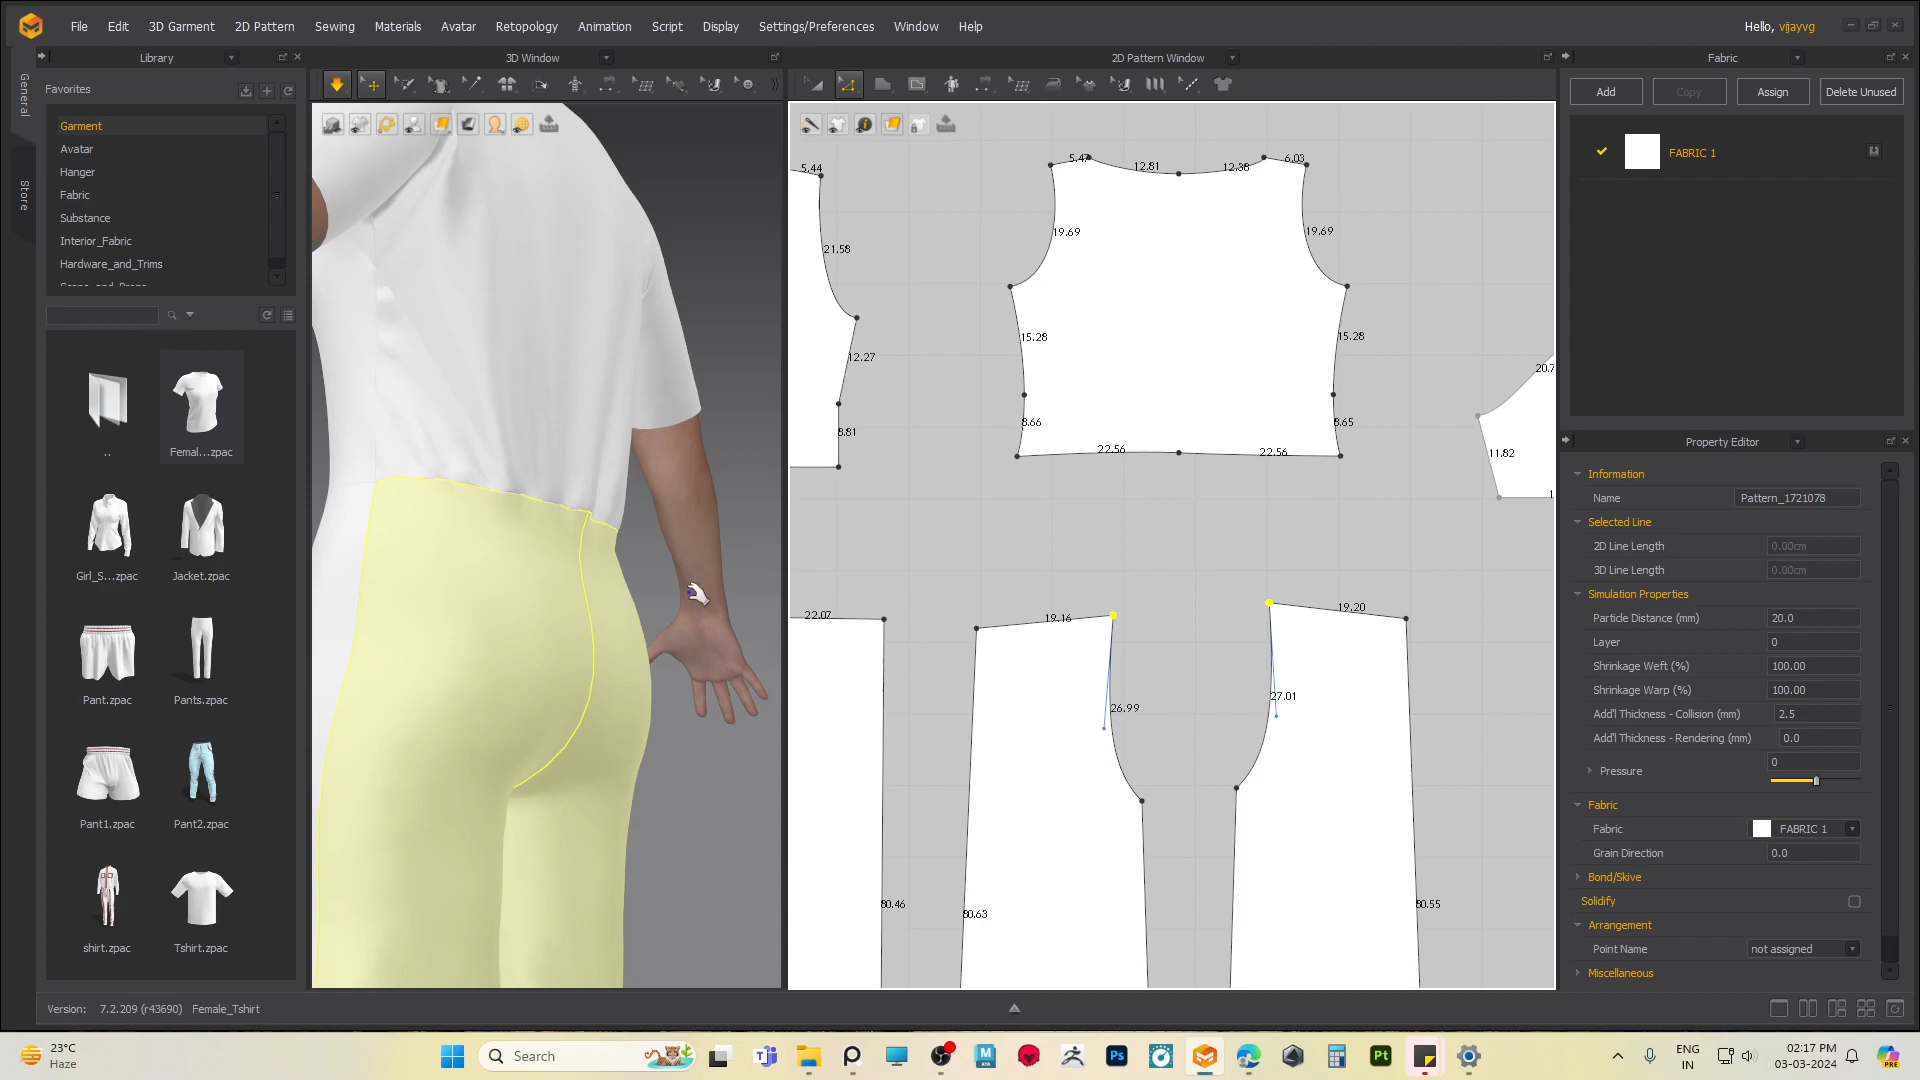 File Edit 3D Garment 2D Pattern Sewing Materials Avatar Retopology Animation Script Display Settings/Preferences Window Help
Hello, vijayvg
Library
3D Window
2D Pattern Window
Fabric
General
Store
Favorites
Garment
Avatar
Hanger
Fabric
Substance
Interior_Fabric
Hardware_and_Trims
..
Femal...zpac
Girl_S...zpac
Jacket.zpac
Pant.zpac
Pants.zpac
Pant1.zpac
Pant2.zpac
shirt.zpac
Tshirt.zpac
5.44
21.58
12.27
8.81
5.47
12.81
12.38
6.03
19.69
19.69
15.28
15.28
8.66
8.65
22.56
22.56
20.7
11.82
1
22.07
19.16
19.20
26.99
27.01
80.46
80.63
80.55
Add Copy Assign Delete Unused
FABRIC 1
Property Editor
Information
Name Pattern_1721078
Selected Line
2D Line Length 0.00cm
3D Line Length 0.00cm
Simulation Properties
Particle Distance (mm) 20.0
Layer 0
Shrinkage Weft (%) 100.00
Shrinkage Warp (%) 100.00
Add'l Thickness - Collision (mm) 2.5
Add'l Thickness - Rendering (mm) 0.0
Pressure 0
Fabric
Fabric FABRIC 1
Grain Direction 0.0
Bond/Skive
Solidify
Arrangement
Point Name not assigned
Miscellaneous
Version: 7.2.209 (r43690) Female_Tshirt
23°C
Haze
Search
ENG
IN
02:17 PM
03-03-2024